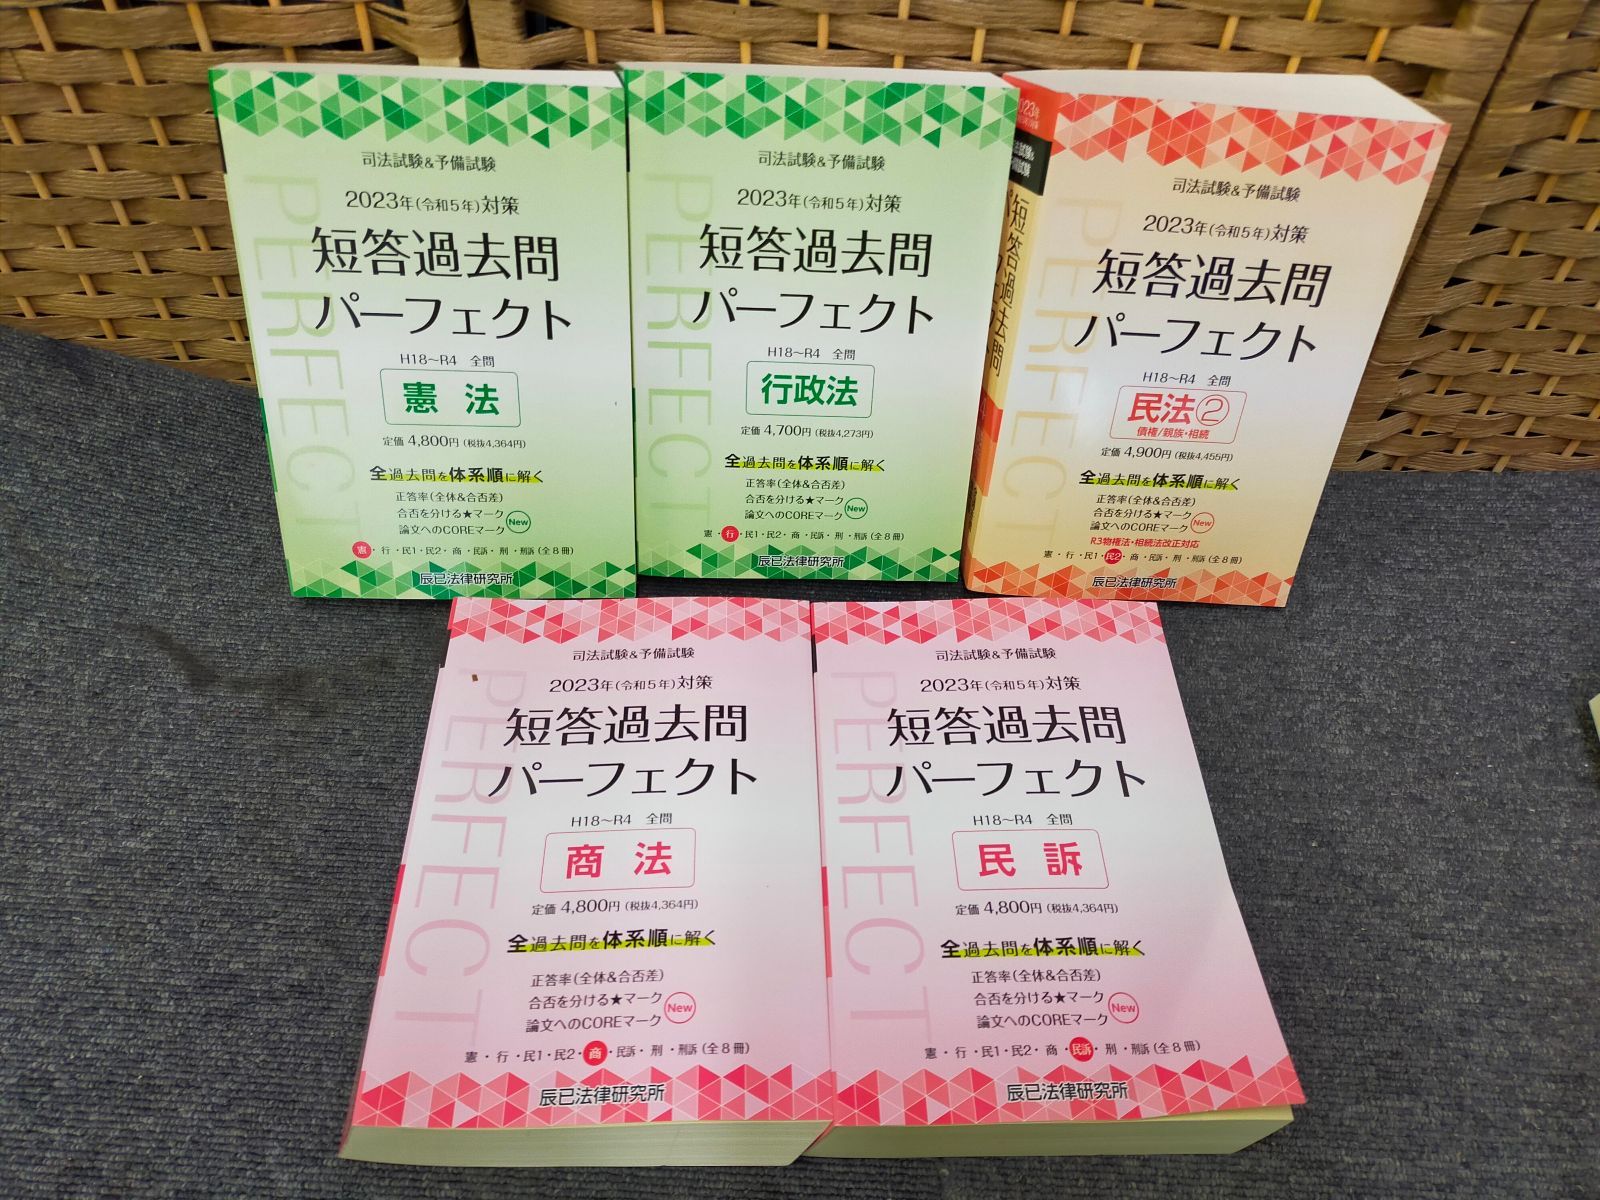 司法試験&予備試験
2023年(令和5年)対策
短答過去問
パーフェクト
H18～R4 全問
憲 法
定価 4,800円 (税抜4,364円)
全過去問を体系順に解く
正答率(全体&合否差)
合否を分ける★マーク
論文へのCOREマーク
New
憲・行・民1・民2・商・民訴・刑・刑訴(全8冊)
辰已法律研究所
PERFECT
司法試験&予備試験
2023年(令和5年)対策
短答過去問
パーフェクト
H18～R4 全問
行政法
定価 4,700円 (税抜4,273円)
全過去問を体系順に解く
正答率(全体&合否差)
合否を分ける★マーク
論文へのCOREマーク
New
憲・行・民1・民2・商・民訴・刑・刑訴(全8冊)
辰已法律研究所
PERFECT
司法試験&予備試験
2023年(令和5年)対策
短答過去問
パーフェクト
H18～R4 全問
民法②
債権/親族・相続
定価 4,900円 (税抜4,455円)
全過去問を体系順に解く
正答率(全体&合否差)
合否を分ける★マーク
論文へのCOREマーク
New
R3物権法・相続法改正対応
憲・行・民1・民2・商・民訴・刑・刑訴(全8冊)
辰已法律研究所
PERFECT
短答過去問
司法試験&予備試験
2023年(令和5年)対策
短答過去問
パーフェクト
H18～R4 全問
商 法
定価 4,800円 (税抜4,364円)
全過去問を体系順に解く
正答率(全体&合否差)
合否を分ける★マーク
論文へのCOREマーク
New
憲・行・民1・民2・商・民訴・刑・刑訴(全8冊)
辰已法律研究所
PERFECT
司法試験&予備試験
2023年(令和5年)対策
短答過去問
パーフェクト
H18～R4 全問
民 訴
定価 4,800円 (税抜4,364円)
全過去問を体系順に解く
正答率(全体&合否差)
合否を分ける★マーク
論文へのCOREマーク
New
憲・行・民1・民2・商・民訴・刑・刑訴(全8冊)
辰已法律研究所
PERFECT